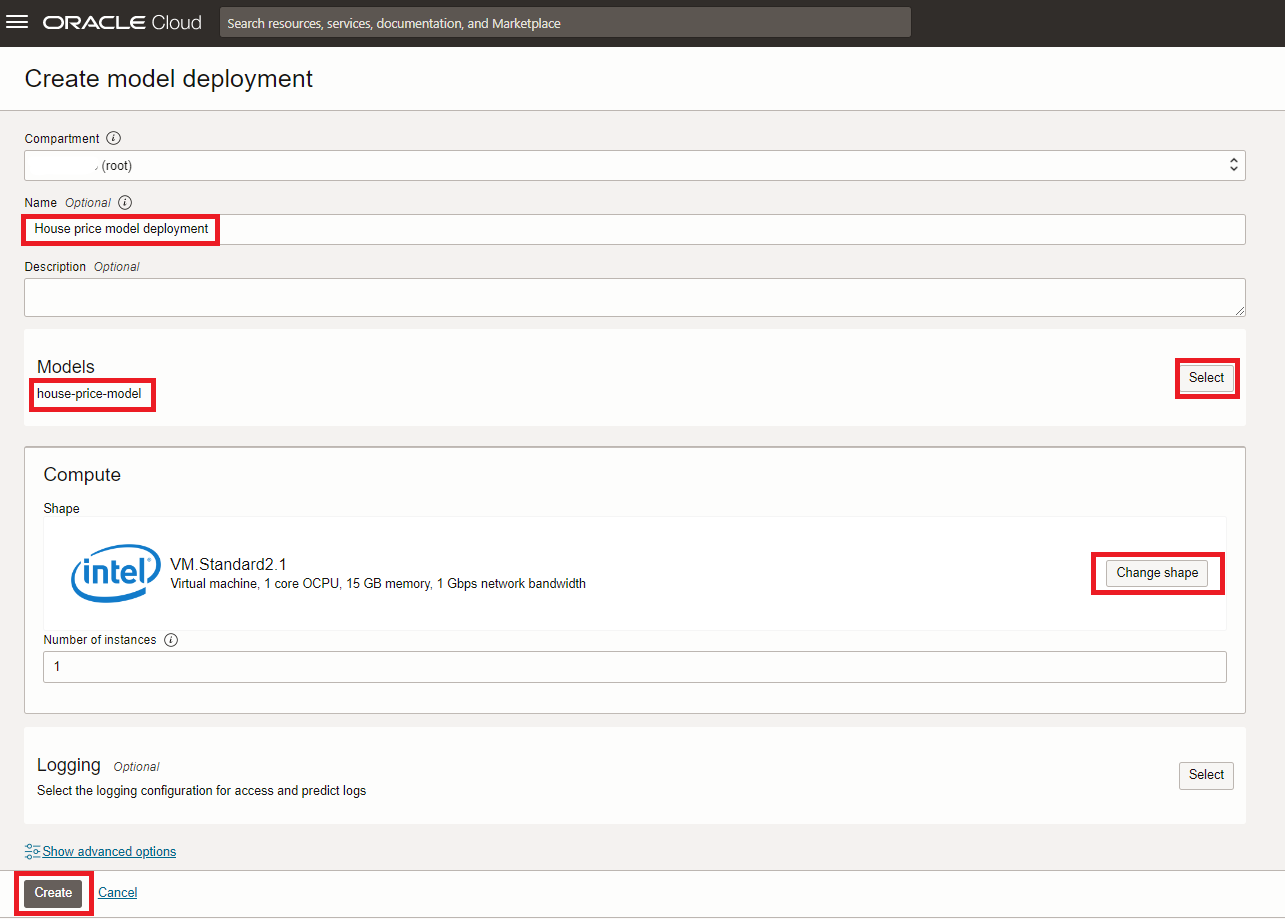 ORACLE Cloud
Search resources, services, documentation, and Marketplace
Create model deployment
Compartment
(root)
Name Optional
House price model deployment
Description Optional
Models
house-price-model
Select
Compute
Shape
intel
VM.Standard2.1
Virtual machine, 1 core OCPU, 15 GB memory, 1 Gbps network bandwidth
Change shape
Number of instances
1
Logging Optional
Select the logging configuration for access and predict logs
Select
Show advanced options
Create Cancel